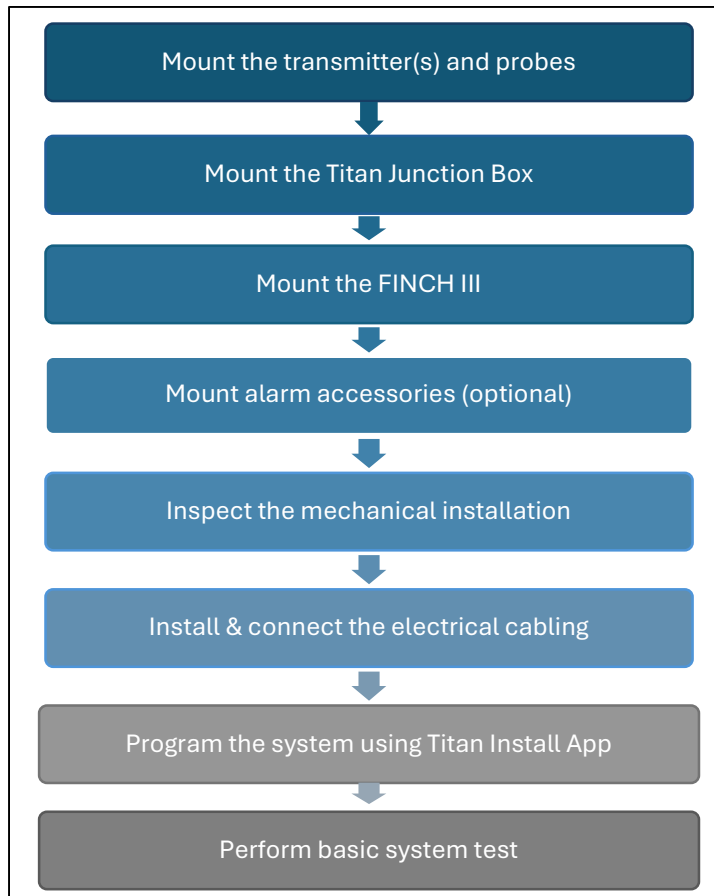 Mount the transmitter(s) and probes
Mount the Titan Junction Box
Mount the FINCH III
Mount alarm accessories (optional)
Inspect the mechanical installation
Install & connect the electrical cabling
Program the system using Titan Install App
Perform basic system test